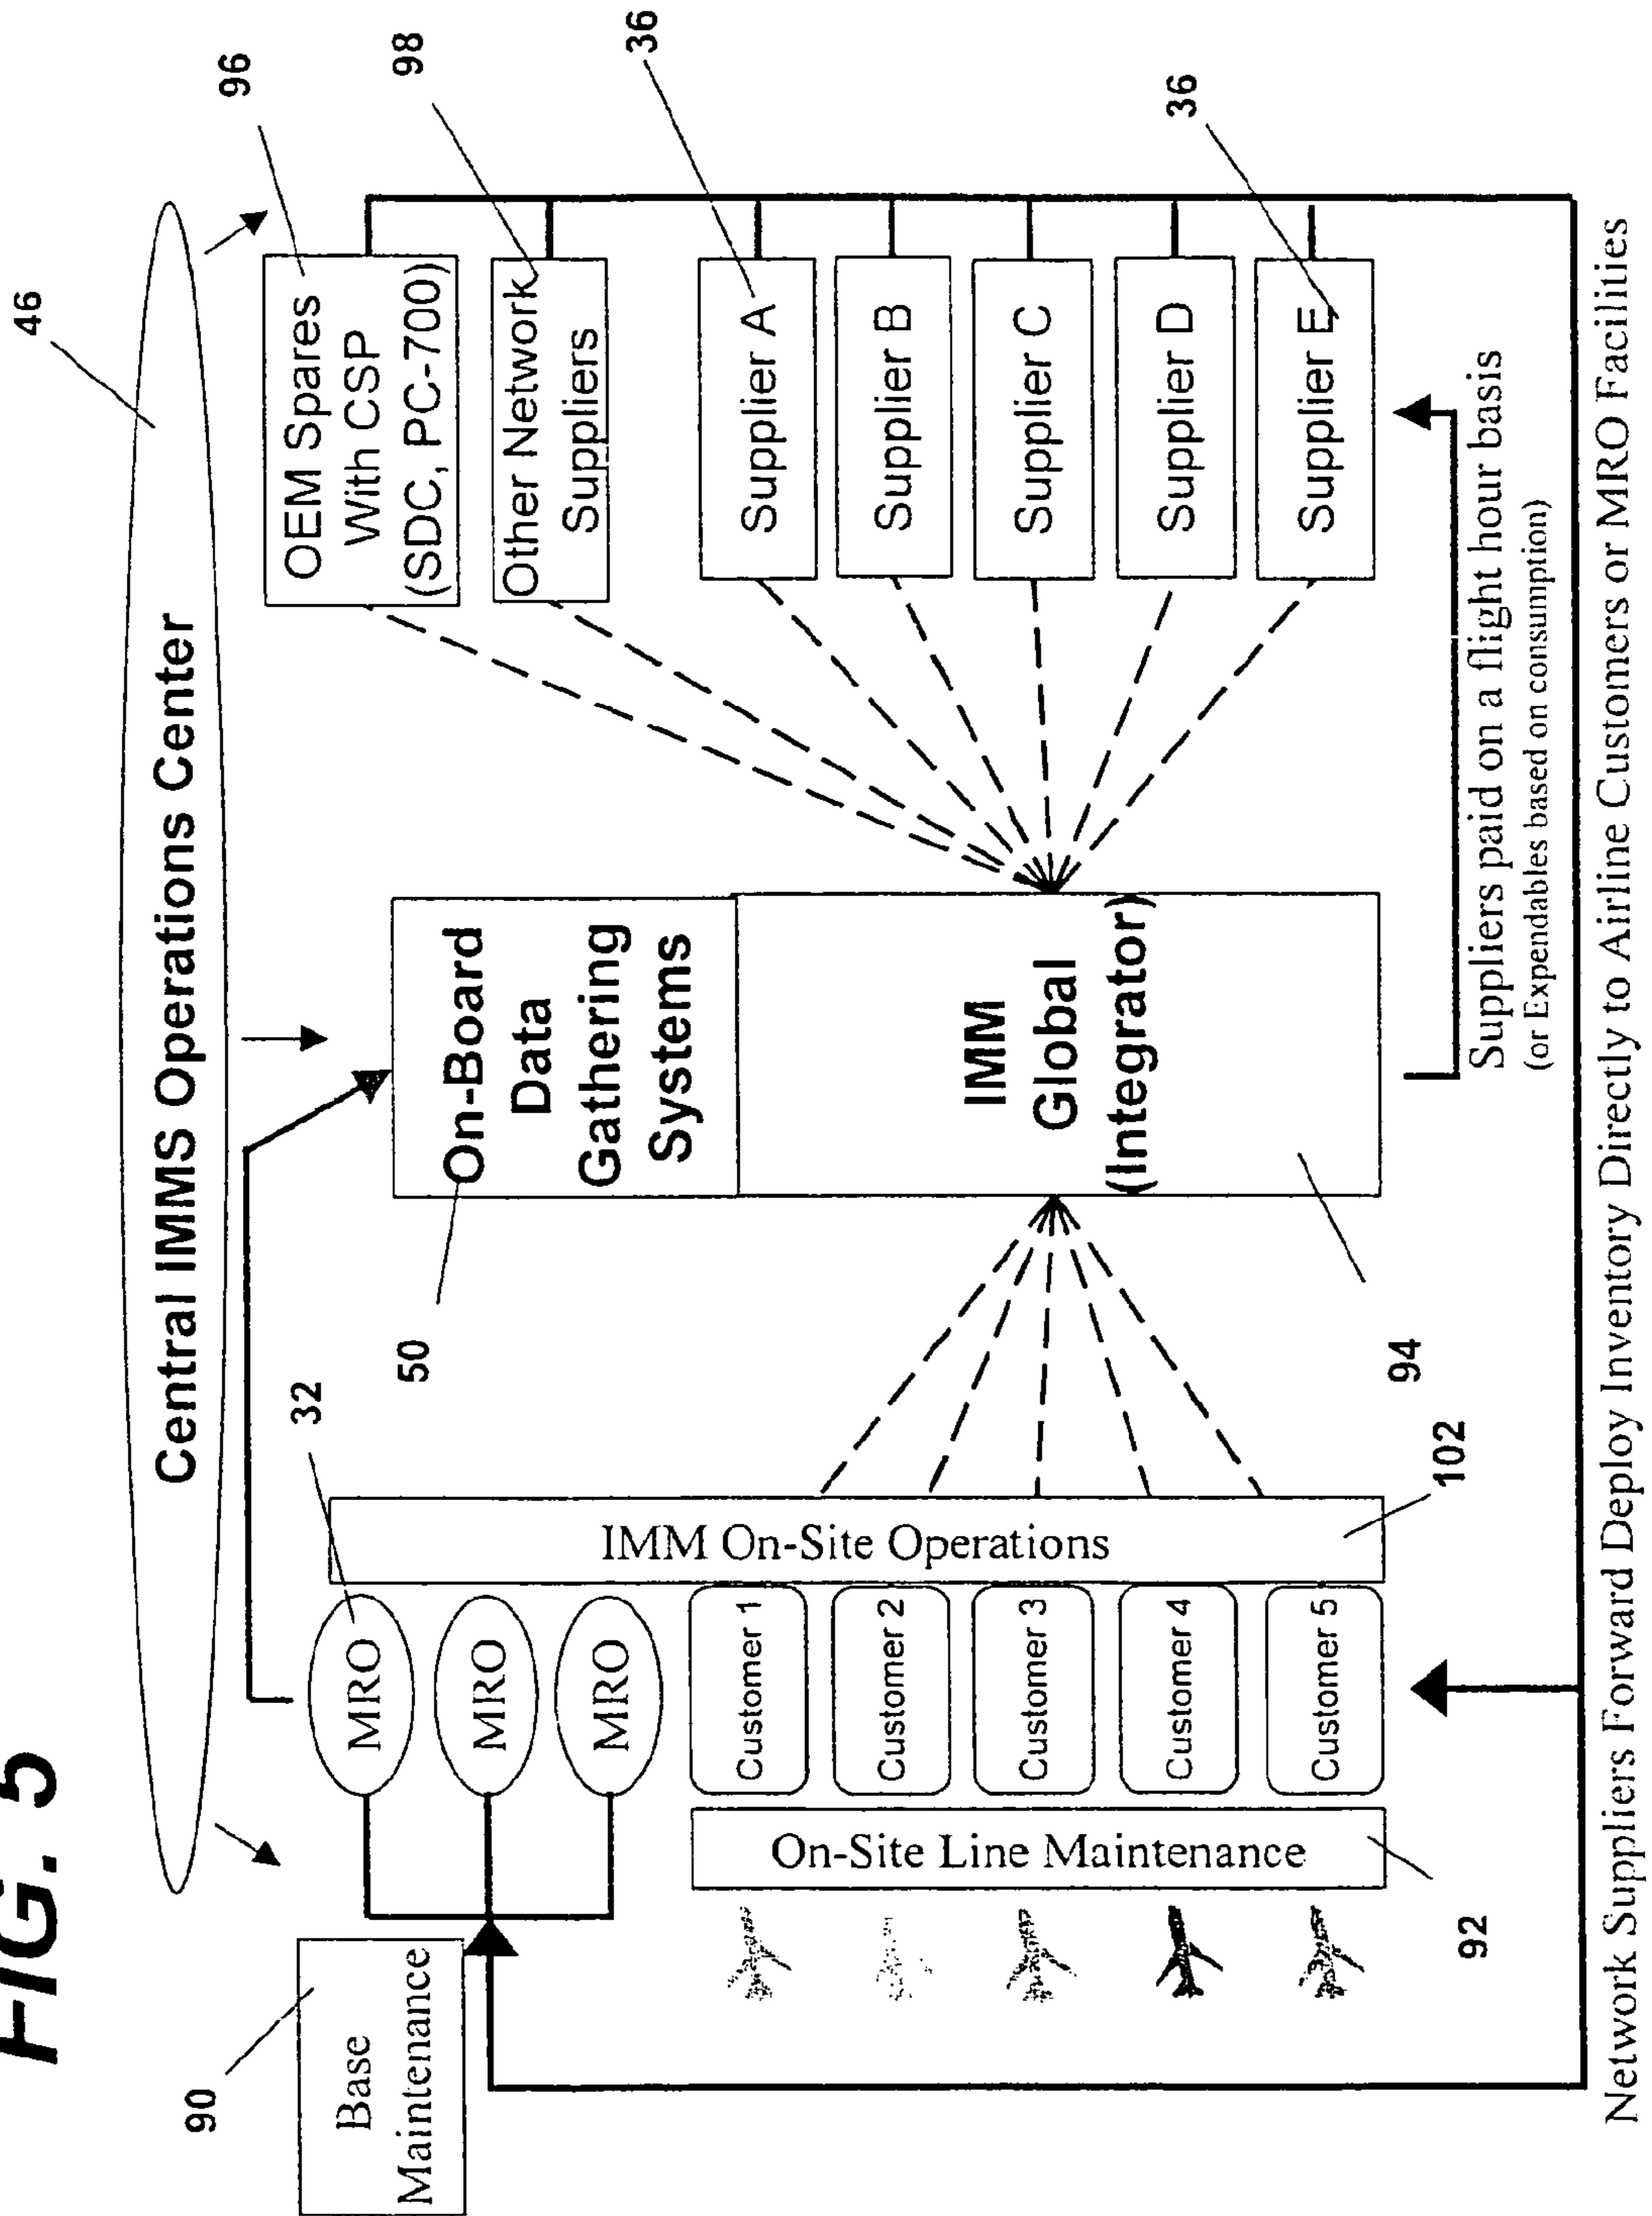 FIG. 5
46
Central IMMS Operations Center
90
Base
Maintenance
32
MRO
MRO
MRO
IMM On-Site Operations
102
Customer 1
Customer 2
Customer 3
Customer 4
Customer 5
On-Site Line Maintenance
92
50
On-Board
Data
Gathering
Systems
IMM
Global
(Integrator)
94
96
OEM Spares
With CSP
(SDC, PC-700)
98
Other Network
Suppliers
36
Supplier A
Supplier B
Supplier C
Supplier D
Supplier E
36
Suppliers paid on a flight hour basis
(or Expendables based on consumption)
Network Suppliers Forward Deploy Inventory Directly to Airline Customers or MRO Facilities